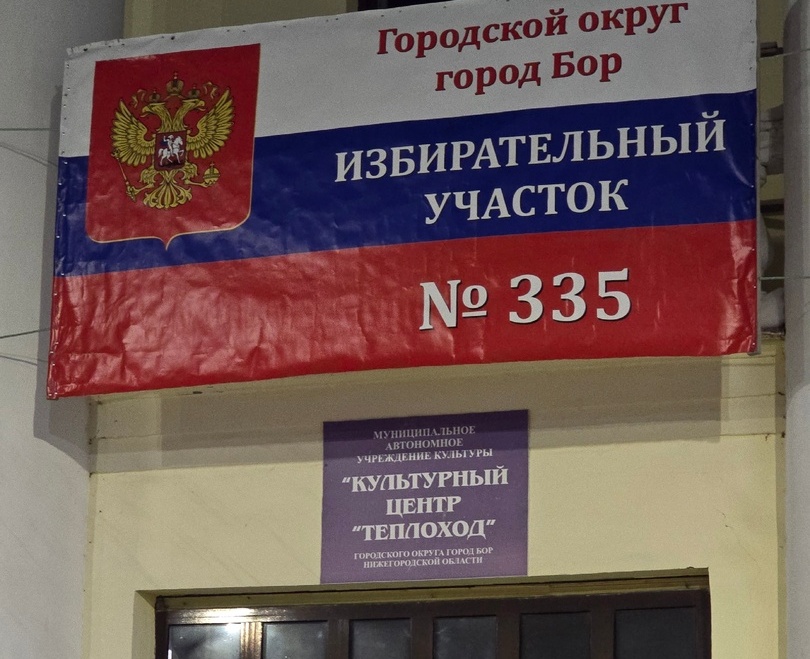 Городской округ
город Бор
ИЗБИРАТЕЛЬНЫЙ
УЧАСТОК
№ 335
МУНИЦИПАЛЬНОЕ
АВТОНОМНОЕ
УЧРЕЖДЕНИЕ КУЛЬТУРЫ
"КУЛЬТУРНЫЙ
ЦЕНТР
"ТЕПЛОХОД"
ГОРОДСКОГО ОКРУГА ГОРОД БОР
НИЖЕГОРОДСКОЙ ОБЛАСТИ